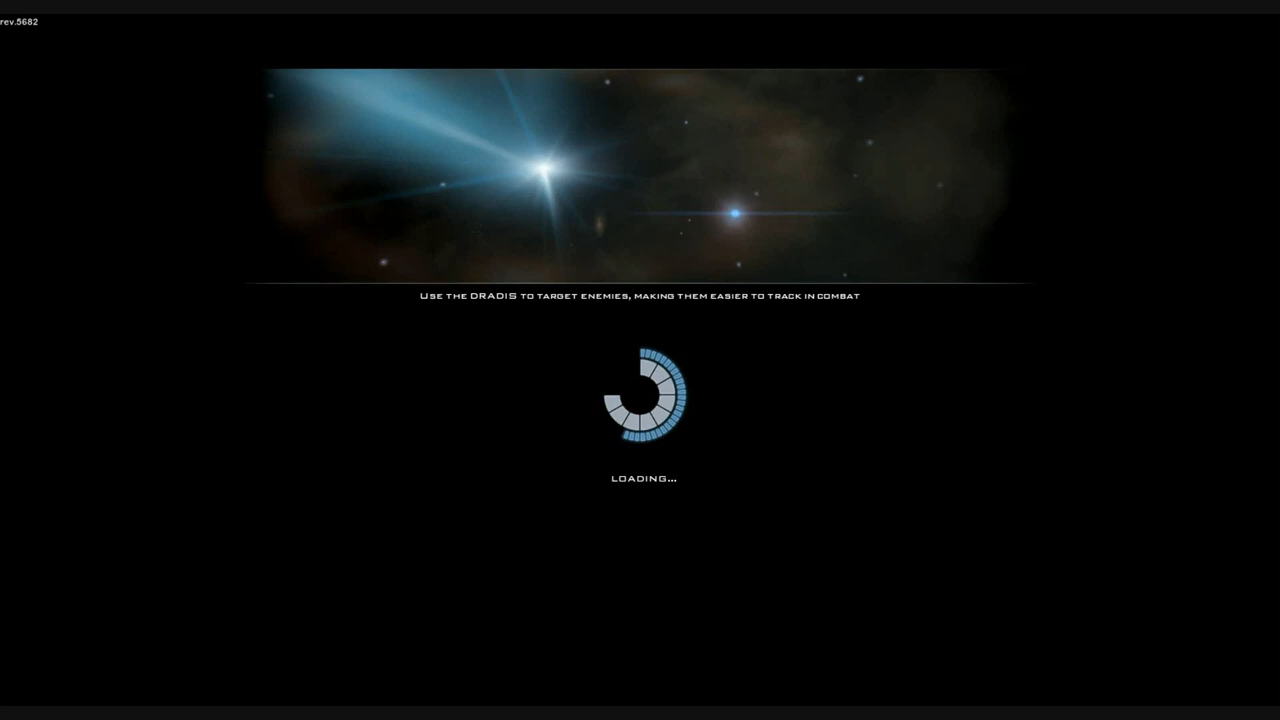 rev.5682
Use the DRADIS to target enemies, making them easier to track in combat
LOADING...